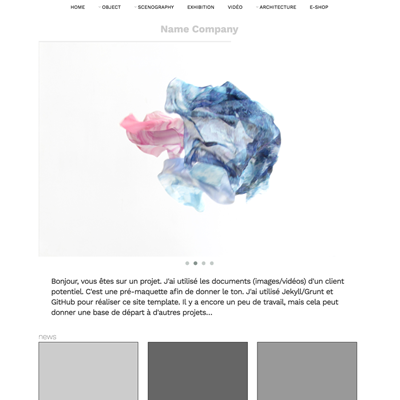 HOME · OBJECT · SCENOGRAPHY EXHIBITION VIDÉO · ARCHITECTURE E-SHOP
Name Company
Bonjour, vous êtes sur un projet. J'ai utilisé les documents (images/vidéos) d'un client
potentiel. C'est une pré-maquette afin de donner le ton. J'ai utilisé Jekyll/Grunt et
GitHub pour réaliser ce site template. Il y a encore un peu de travail, mais cela peut
donner une base de départ à d'autres projets...
news